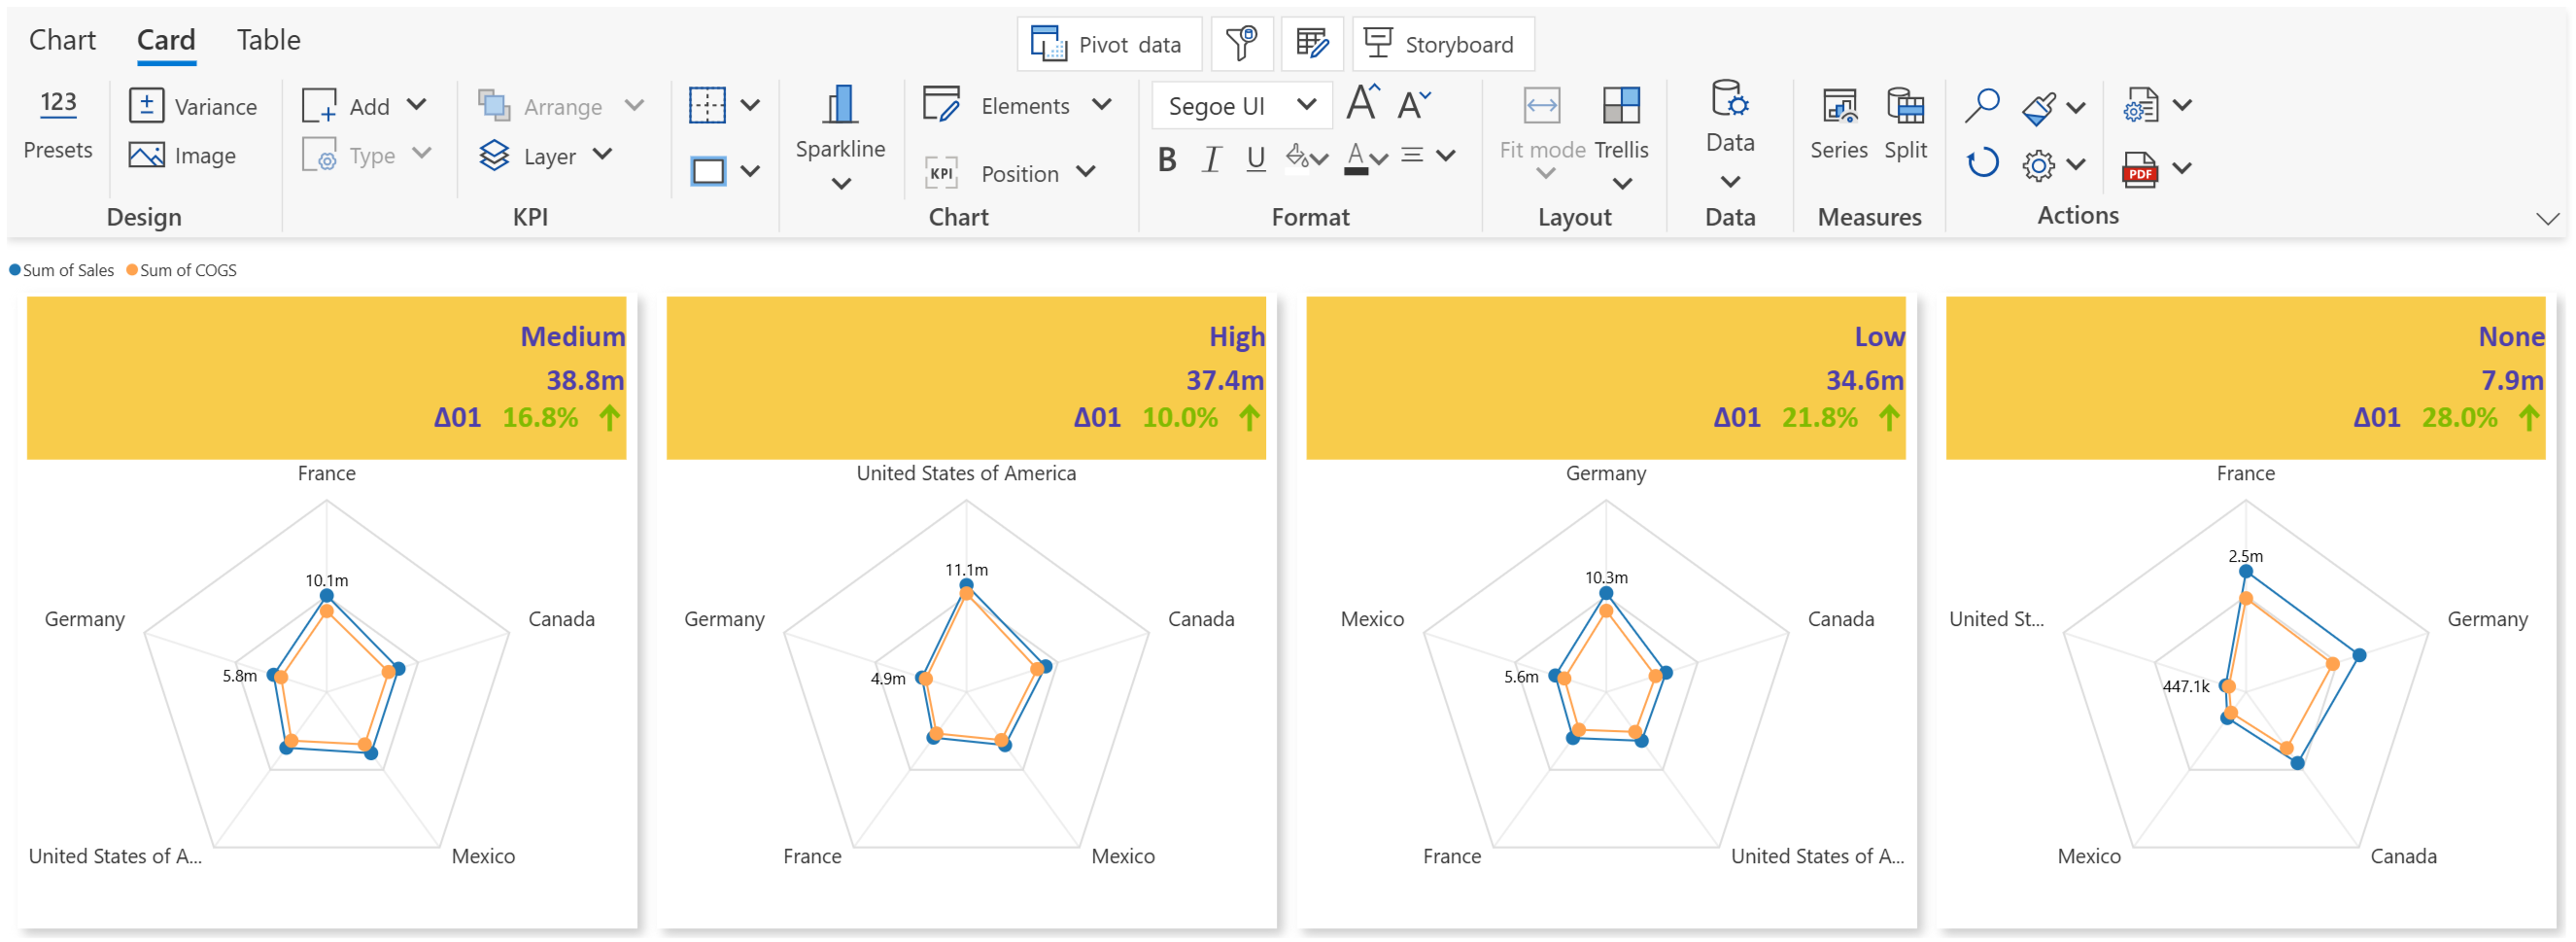 Chart Card Table
Pivot data
Storyboard
123
Presets
Variance
Image
Design
Add
Type
Arrange
Layer
KPI
Sparkline
Elements
KPI
Position
Chart
Segoe UI
A A
B I U A
Format
Fit mode
Trellis
Layout
Data
Data
Series
Split
Measures
PDF
Actions
Sum of Sales Sum of COGS
Medium
38.8m
Δ01 16.8%
France
10.1m
Germany
Canada
5.8m
United States of A...
Mexico
High
37.4m
Δ01 10.0%
United States of America
11.1m
Germany
Canada
4.9m
France
Mexico
Low
34.6m
Δ01 21.8%
Germany
10.3m
Mexico
Canada
5.6m
France
United States of A...
None
7.9m
Δ01 28.0%
France
2.5m
United St...
Germany
447.1k
Mexico
Canada